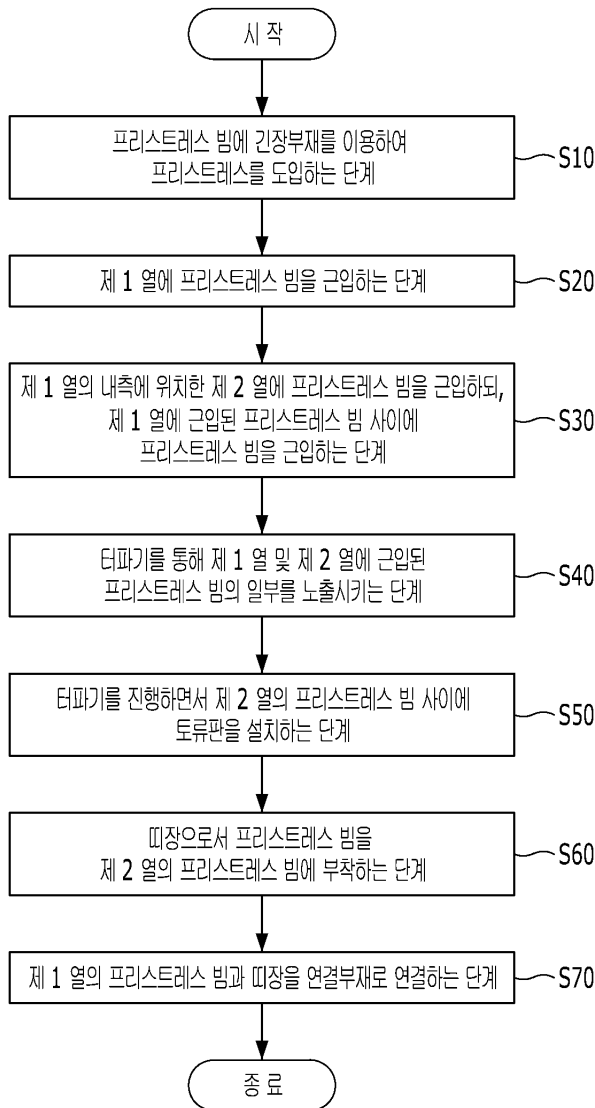 시 작
프리스트레스 빔에 긴장부재를 이용하여
프리스트레스를 도입하는 단계
S10
제 1 열에 프리스트레스 빔을 근입하는 단계
S20
제 1 열의 내측에 위치한 제 2 열에 프리스트레스 빔을 근입하되,
제 1 열에 근입된 프리스트레스 빔 사이에
프리스트레스 빔을 근입하는 단계
S30
터파기를 통해 제 1 열 및 제 2 열에 근입된
프리스트레스 빔의 일부를 노출시키는 단계
S40
터파기를 진행하면서 제 2 열의 프리스트레스 빔 사이에
토류판을 설치하는 단계
S50
띠장으로서 프리스트레스 빔을
제 2 열의 프리스트레스 빔에 부착하는 단계
S60
제 1 열의 프리스트레스 빔과 띠장을 연결부재로 연결하는 단계
S70
종 료